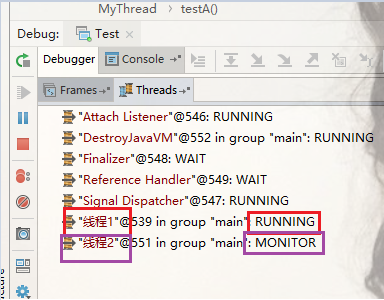 MyThread testA()
Debug: Test
Debugger Console
Frames Threads
"Attach Listener"@546: RUNNING
"DestroyJavaVM"@552 in group "main": RUNNING
"Finalizer"@548: WAIT
"Reference Handler"@549: WAIT
"Signal Dispatcher"@547: RUNNING
"线程1"@539 in group "main": RUNNING
"线程2"@551 in group "main": MONITOR